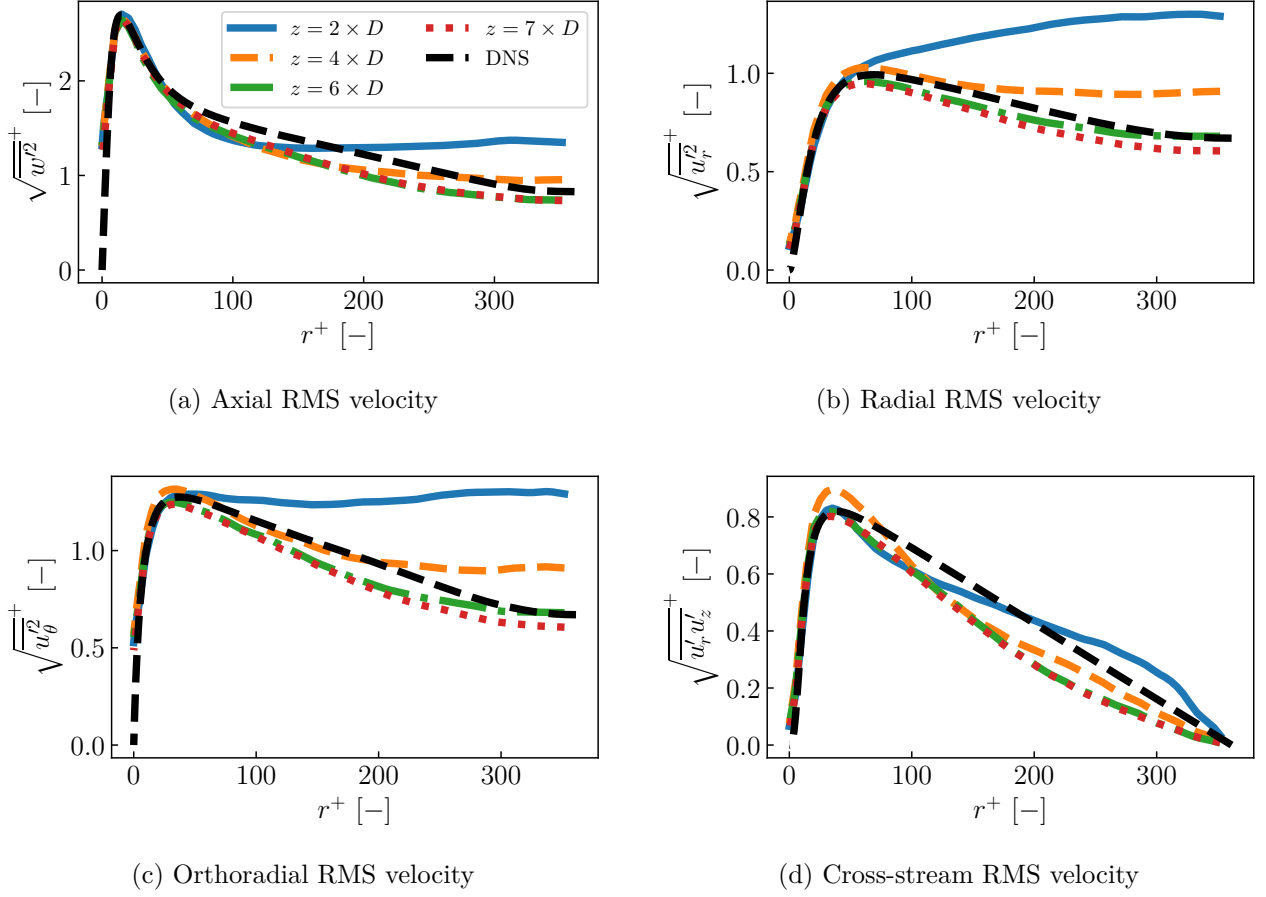 z = 2 × D
z = 4 × D
z = 6 × D
z = 7 × D
DNS
√w′²⁺ [−]
2
1
0
0 100 200 300
r⁺ [−]
(a) Axial RMS velocity
√u′ᵣ²⁺ [−]
1.0
0.5
0.0
0 100 200 300
r⁺ [−]
(b) Radial RMS velocity
√u′_θ²⁺ [−]
1.0
0.5
0.0
0 100 200 300
r⁺ [−]
(c) Orthoradial RMS velocity
√u′ᵣu′_z⁺ [−]
0.8
0.6
0.4
0.2
0.0
0 100 200 300
r⁺ [−]
(d) Cross-stream RMS velocity